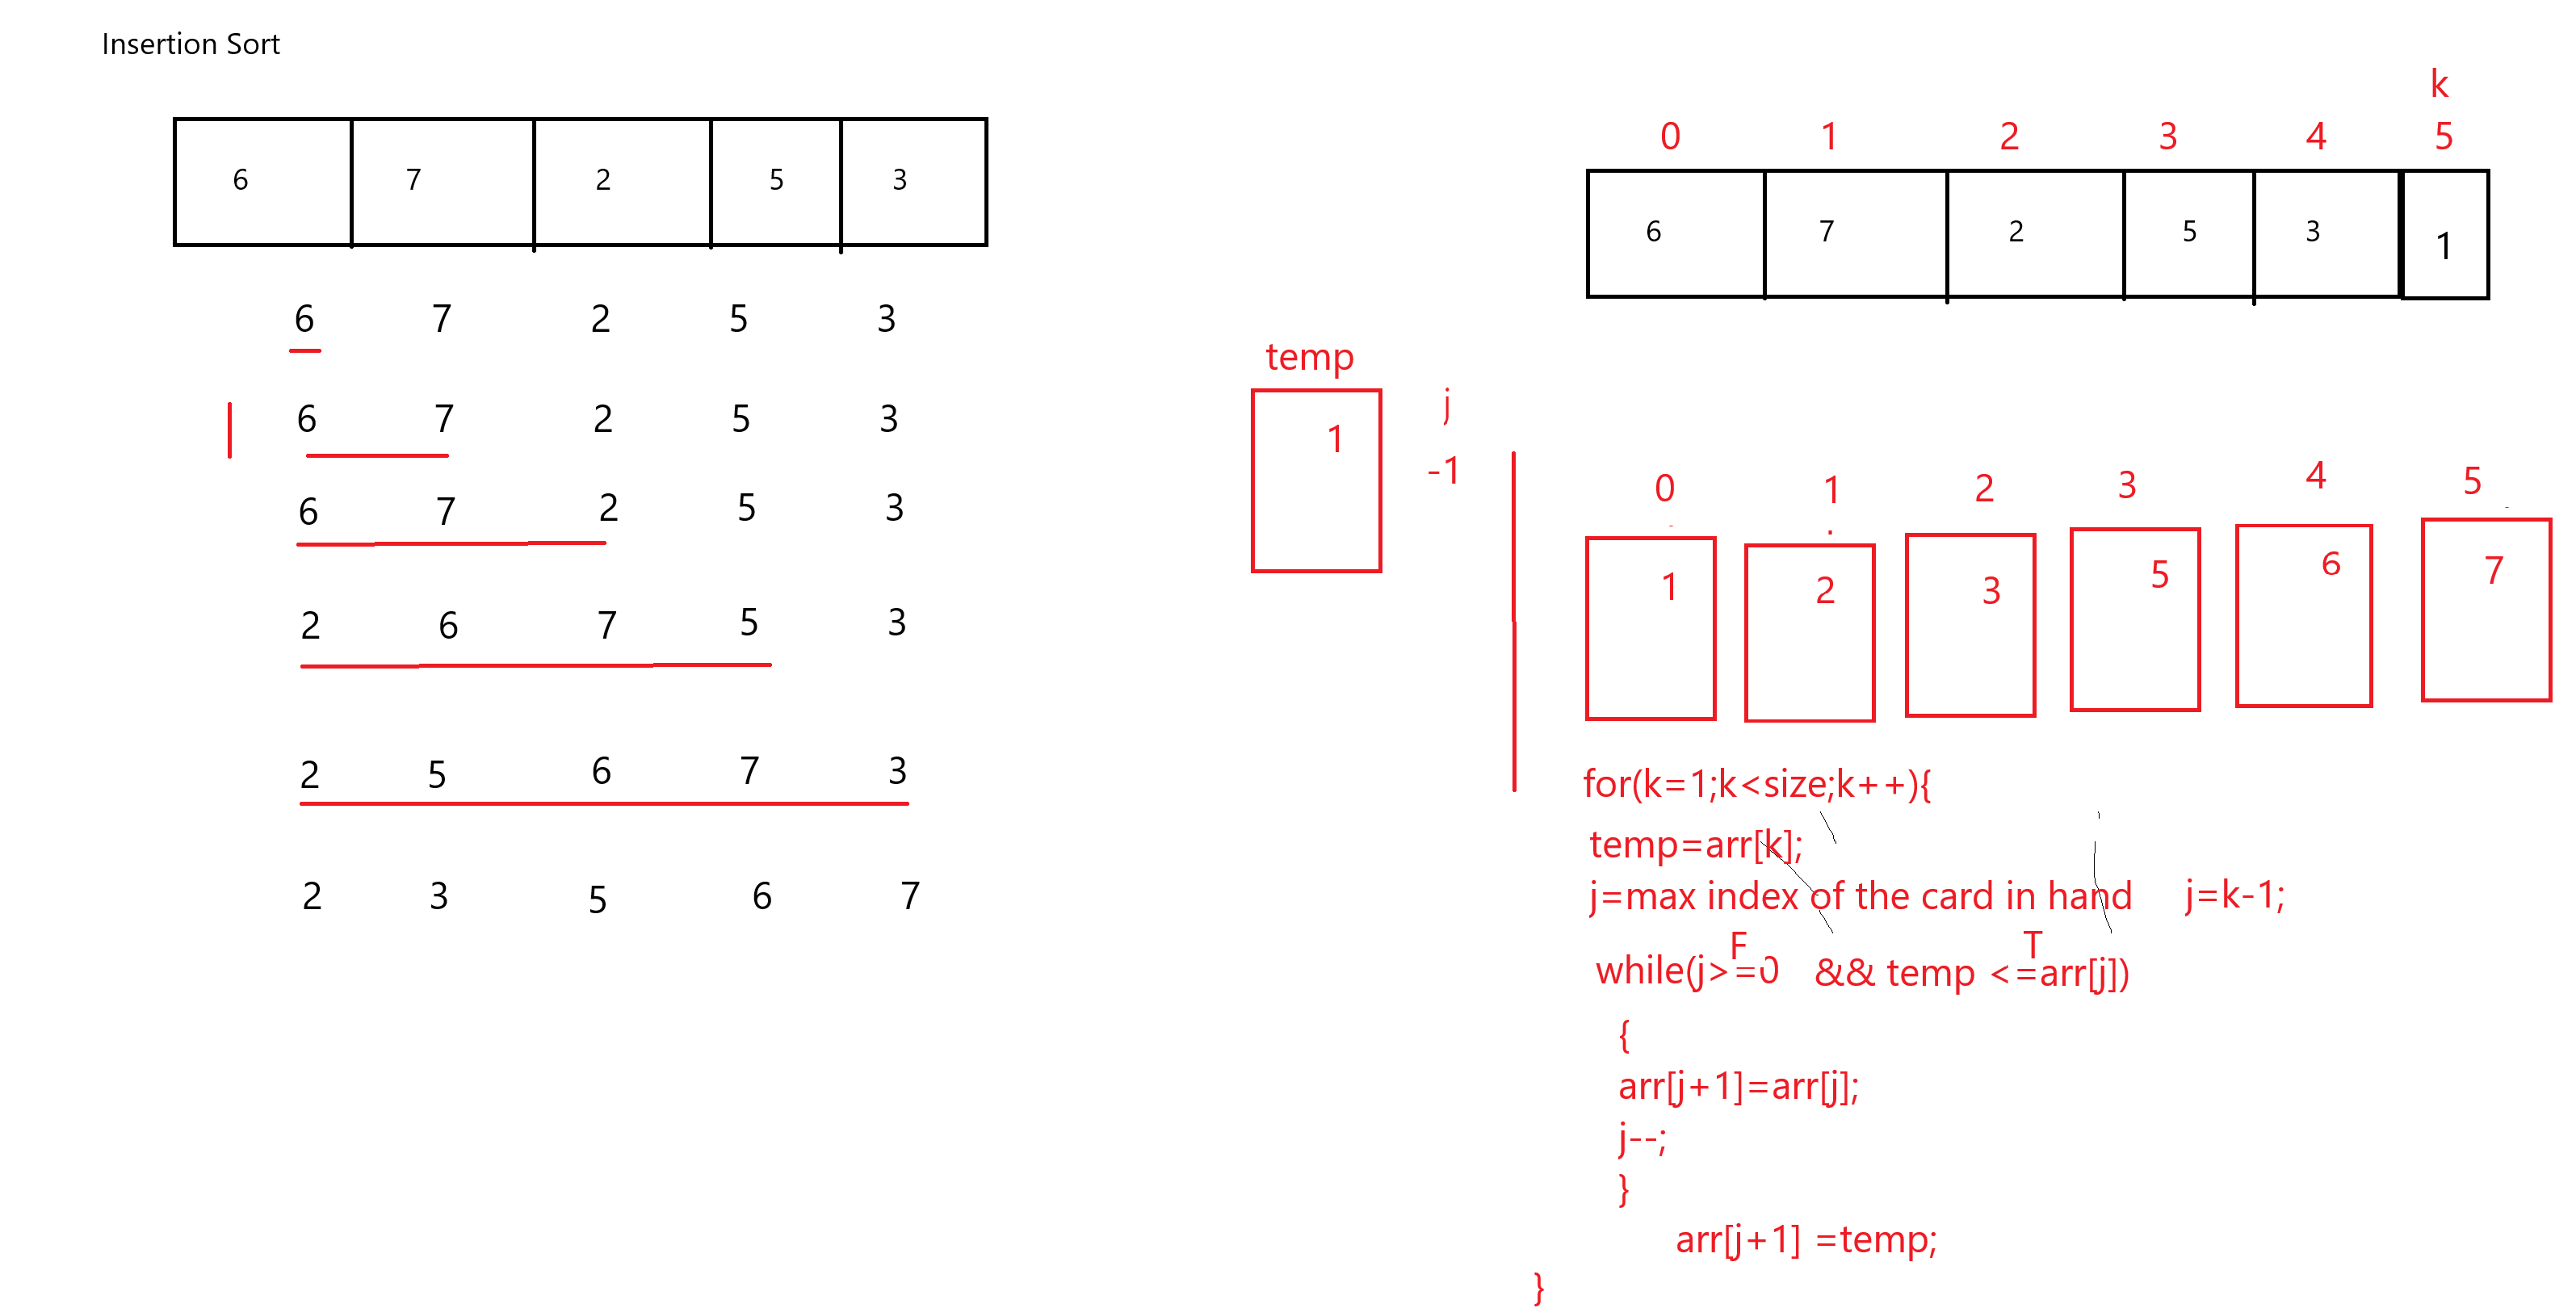 Insertion Sort
6 7 2 5 3
6 7 2 5 3
6 7 2 5 3
6 7 2 5 3
2 6 7 5 3
2 5 6 7 3
2 3 5 6 7
k
0 1 2 3 4 5
6 7 2 5 3 1
temp
1
j
-1
0 1 2 3 4 5
1 2 3 5 6 7
for(k=1;k<size;k++){
temp=arr[k];
j=max index of the card in hand j=k-1;
F T
while(j>=0 && temp <=arr[j])
{
arr[j+1]=arr[j];
j--;
}
arr[j+1] =temp;
}